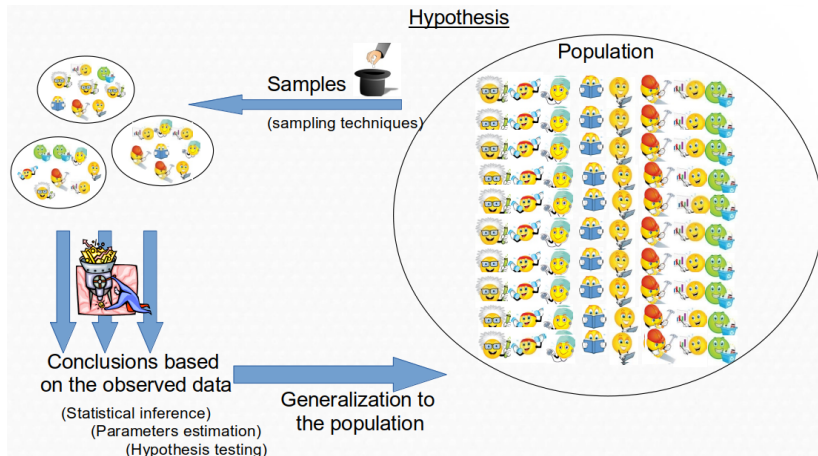 Hypothesis
Population
Samples
(sampling techniques)
Conclusions based
on the observed data
(Statistical inference)
(Parameters estimation)
(Hypothesis testing)
Generalization to
the population